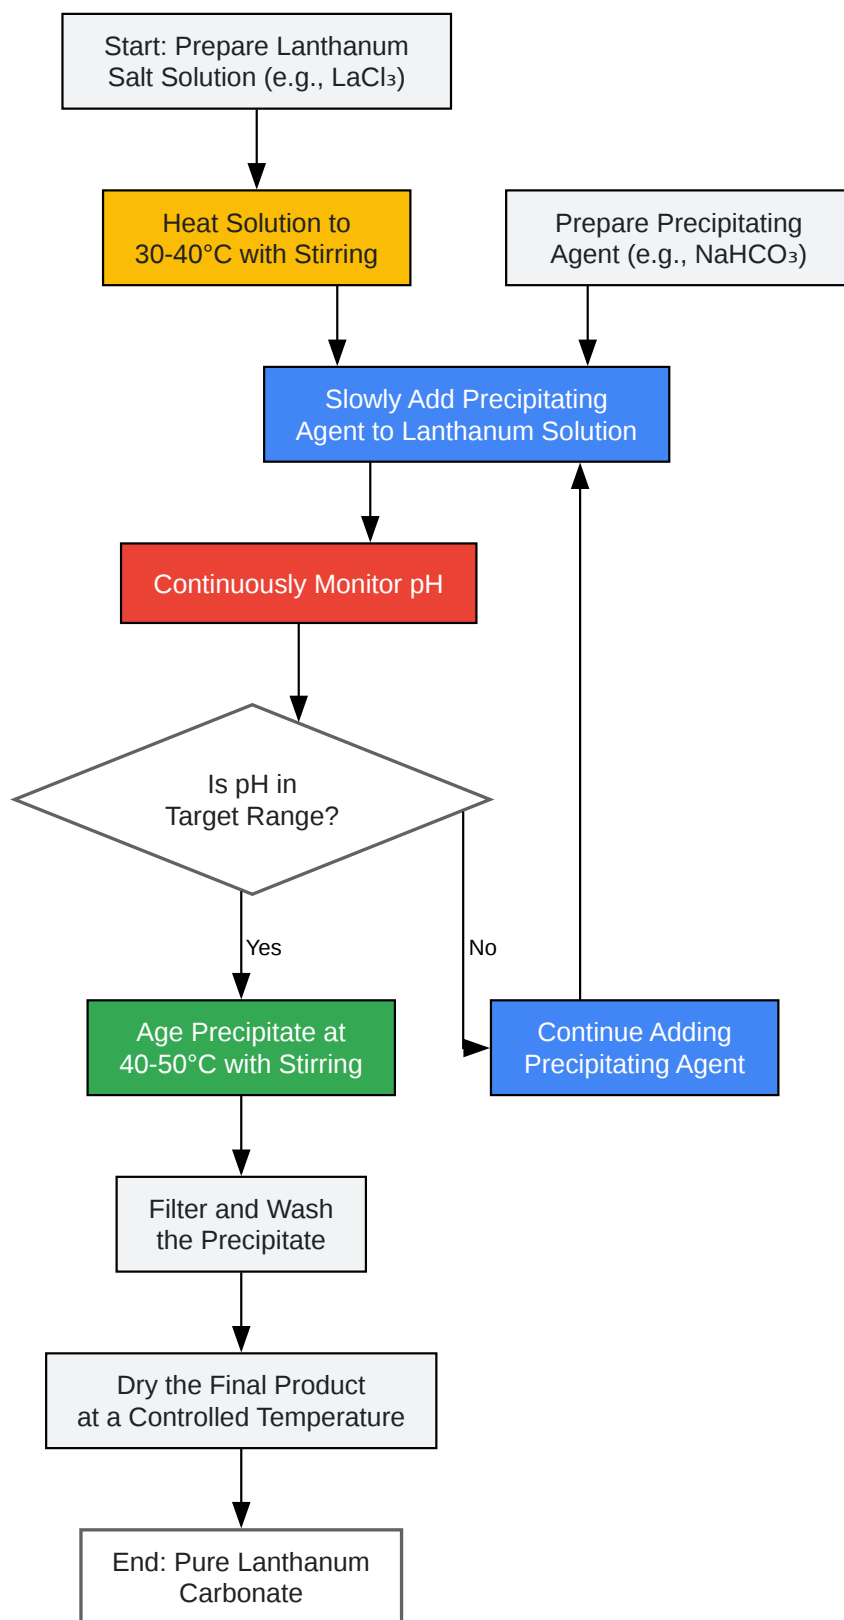 Start: Prepare Lanthanum
Salt Solution (e.g., LaCl₃)
Heat Solution to
30-40°C with Stirring
Prepare Precipitating
Agent (e.g., NaHCO₃)
Slowly Add Precipitating
Agent to Lanthanum Solution
Continuously Monitor pH
Is pH in
Target Range?
Yes
No
Age Precipitate at
40-50°C with Stirring
Continue Adding
Precipitating Agent
Filter and Wash
the Precipitate
Dry the Final Product
at a Controlled Temperature
End: Pure Lanthanum
Carbonate